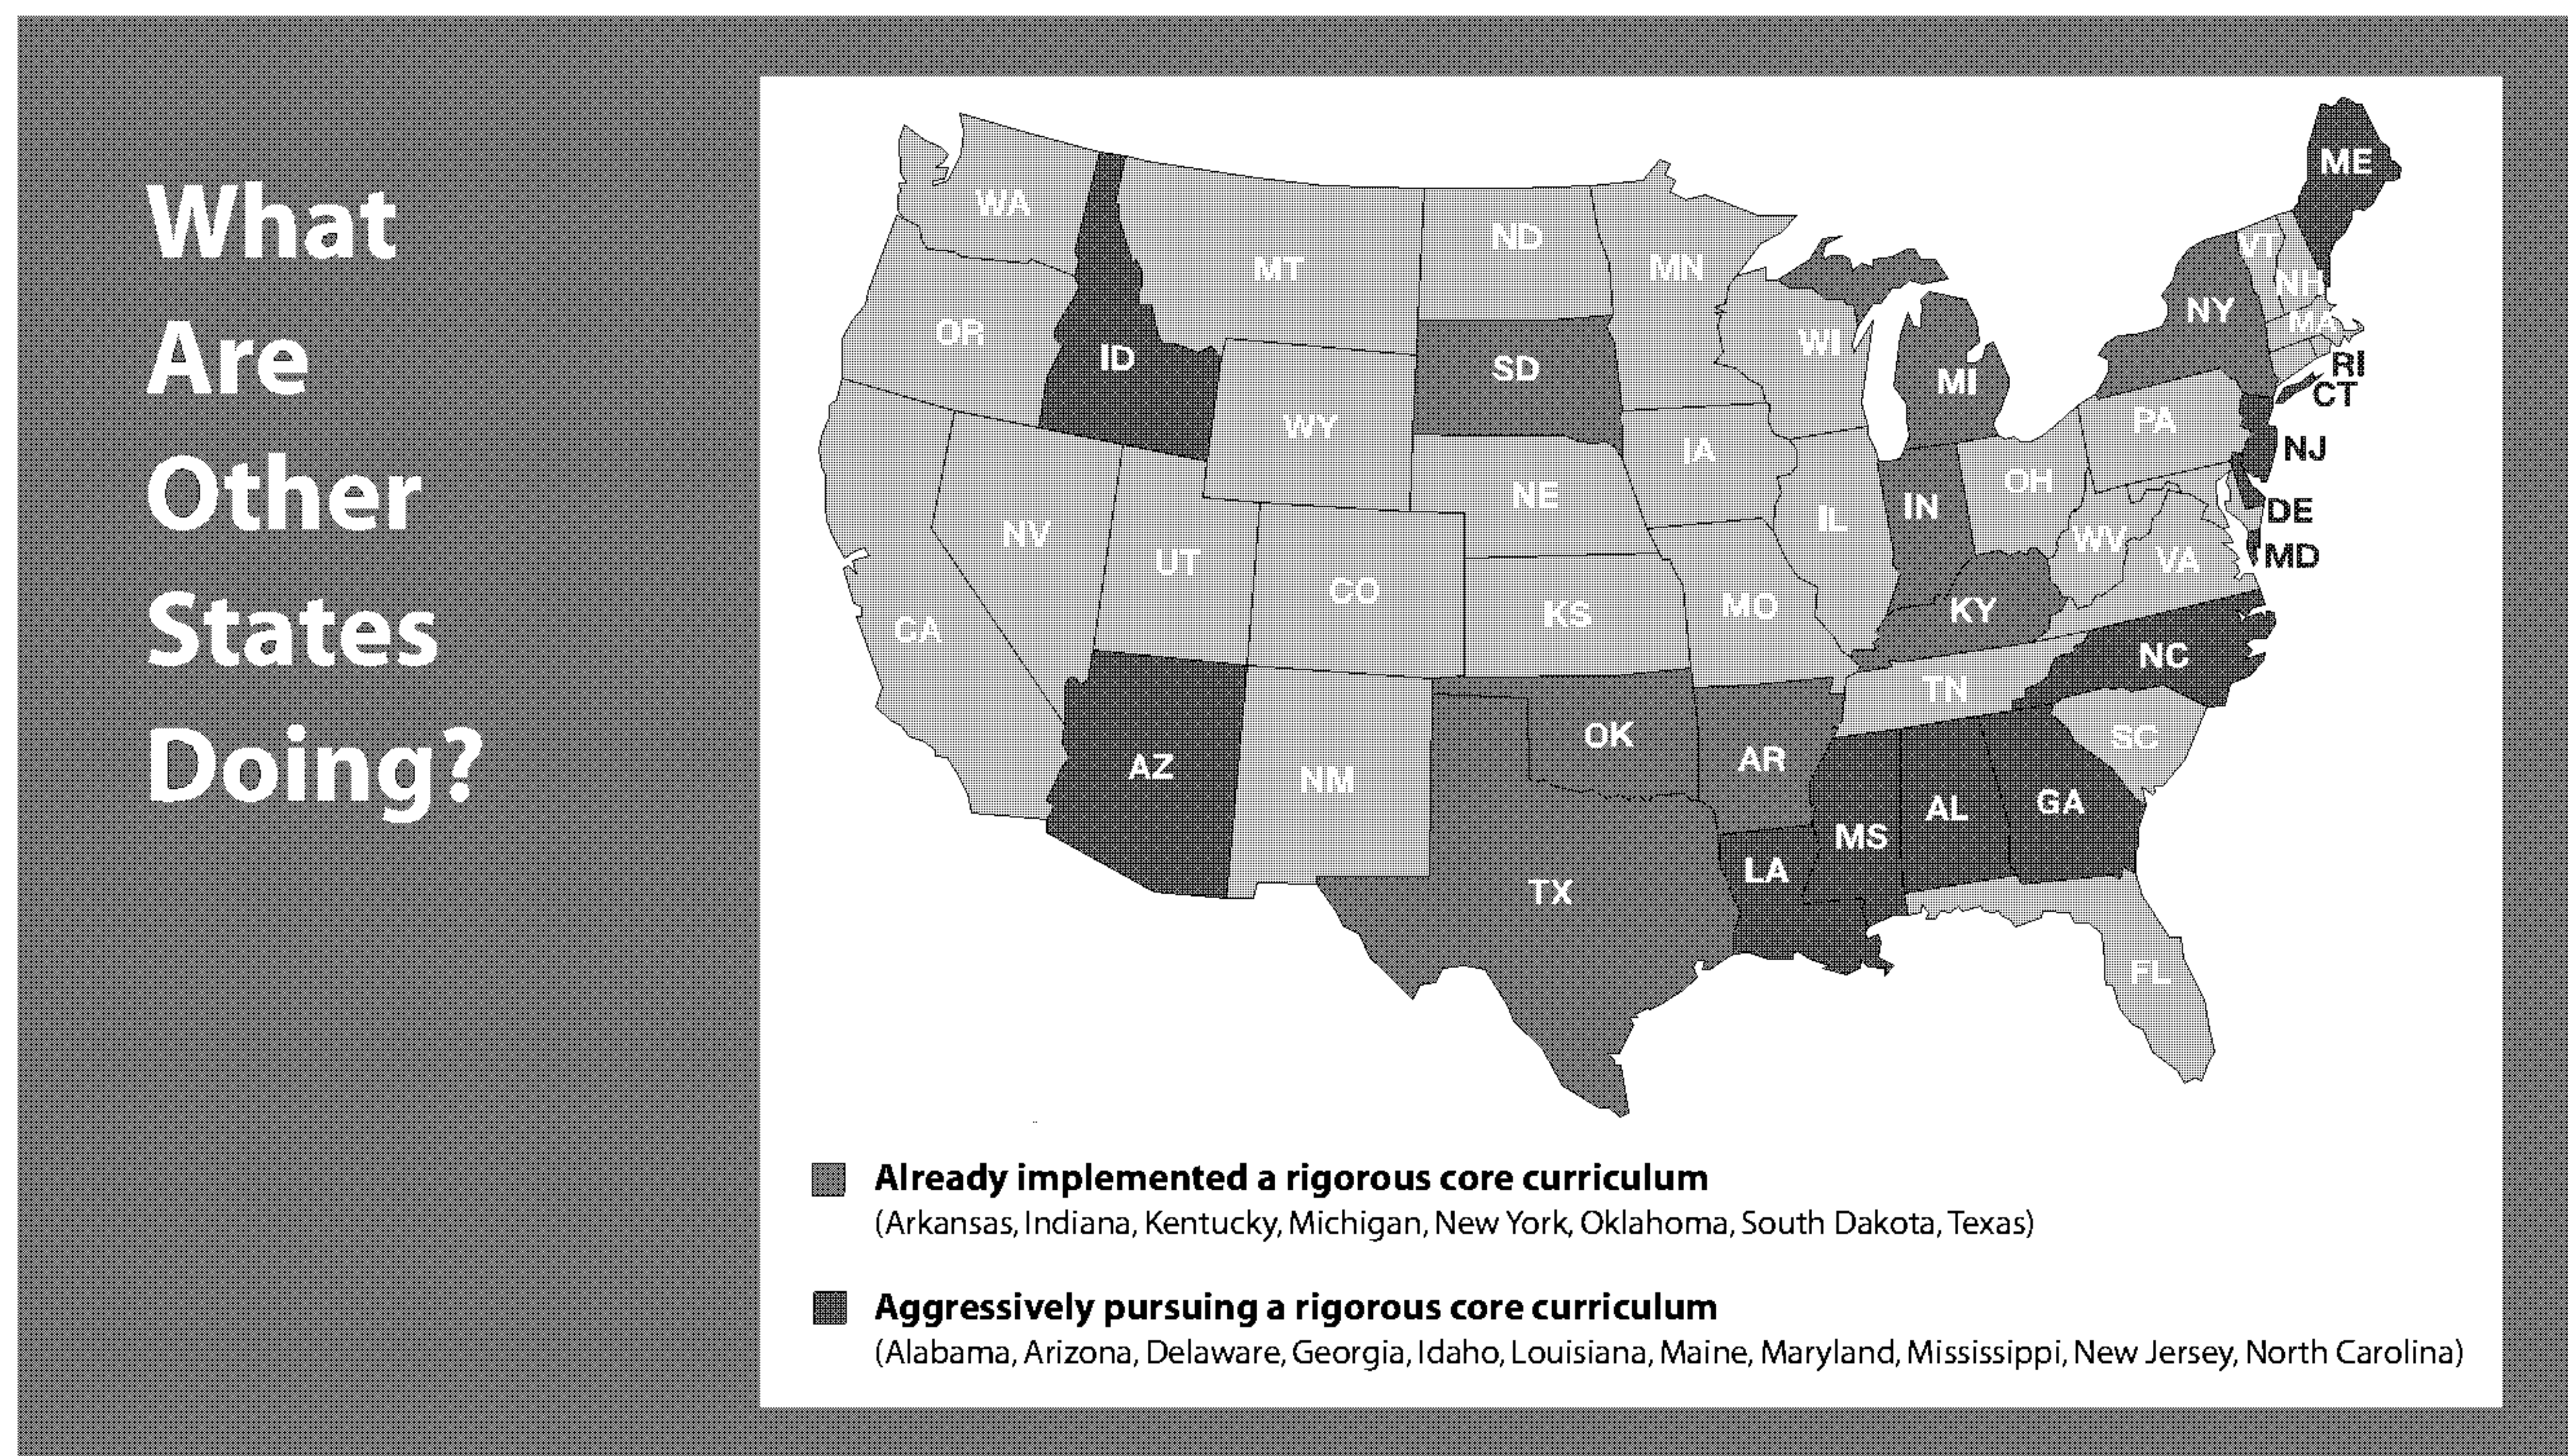 What
Are
Other
States
Doing?
WA
OR
CA
ID
NV
MT
WY
UT
AZ
CO
NM
ND
SD
NE
KS
OK
TX
MN
IA
MO
AR
LA
WI
IL
MI
IN
OH
KY
TN
MS
AL
GA
FL
SC
NC
VA
WV
PA
NY
VT
NH
ME
MA
RI
CT
NJ
DE
MD
Already implemented a rigorous core curriculum
(Arkansas, Indiana, Kentucky, Michigan, New York, Oklahoma, South Dakota, Texas)
Aggressively pursuing a rigorous core curriculum
(Alabama, Arizona, Delaware, Georgia, Idaho, Louisiana, Maine, Maryland, Mississippi, New Jersey, North Carolina)